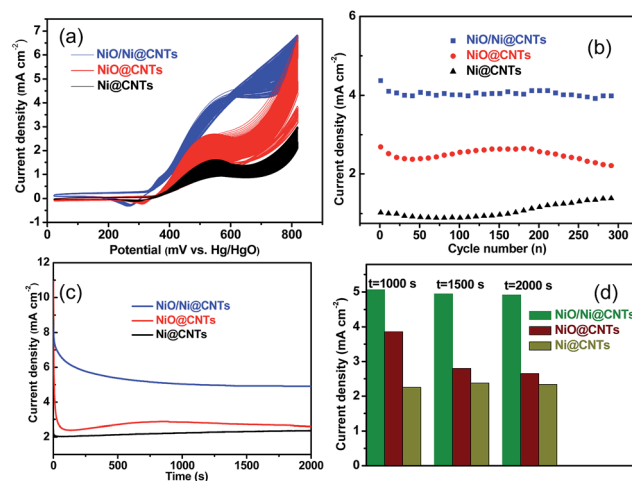 (a)
NiO/Ni@CNTs
NiO@CNTs
Ni@CNTs
Current density (mA cm⁻²)
7
6
5
4
3
2
1
0
-1
0
200
400
600
800
Potential (mV vs. Hg/HgO)
(b)
NiO/Ni@CNTs
NiO@CNTs
Ni@CNTs
Current density (mA cm⁻²)
6
4
2
0
50
100
150
200
250
300
Cycle number (n)
(c)
NiO/Ni@CNTs
NiO@CNTs
Ni@CNTs
Current density (mA cm⁻²)
12
10
8
6
4
2
0
0
500
1000
1500
2000
Time (s)
(d)
t=1000 s t=1500 s t=2000 s
NiO/Ni@CNTs
NiO@CNTs
Ni@CNTs
Current density (mA cm⁻²)
5
4
3
2
1
0